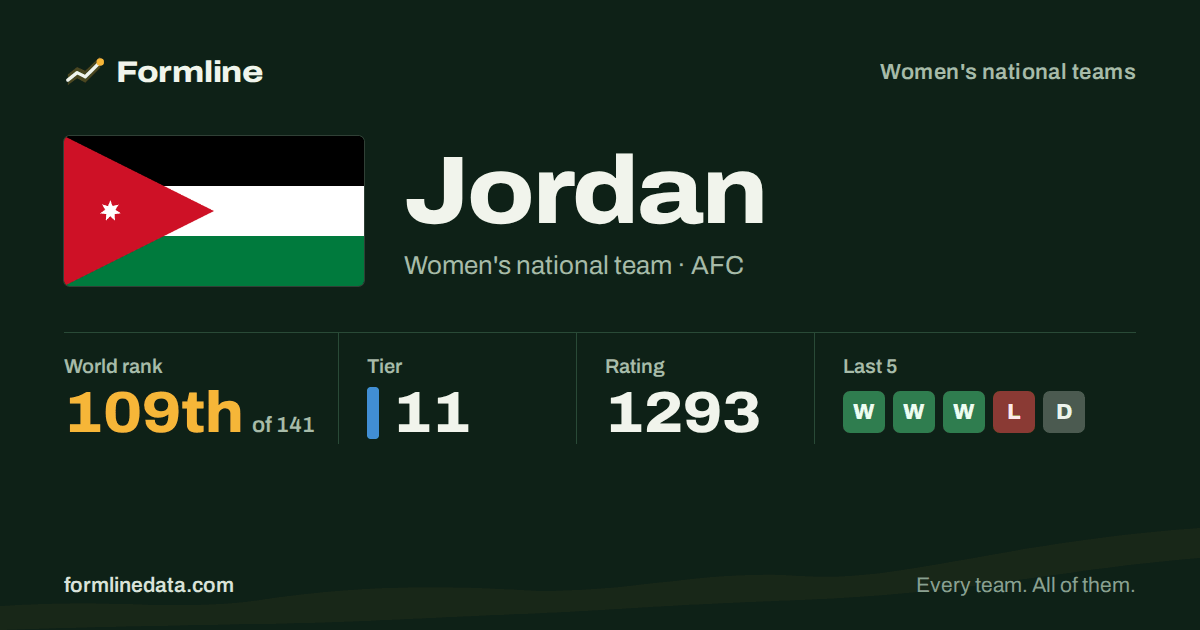 Formline
Women's national teams
Jordan
Women's national team · AFC
World rank
109th of 141
Tier
11
Rating
1293
Last 5
W W W L D
formlinedata.com
Every team. All of them.